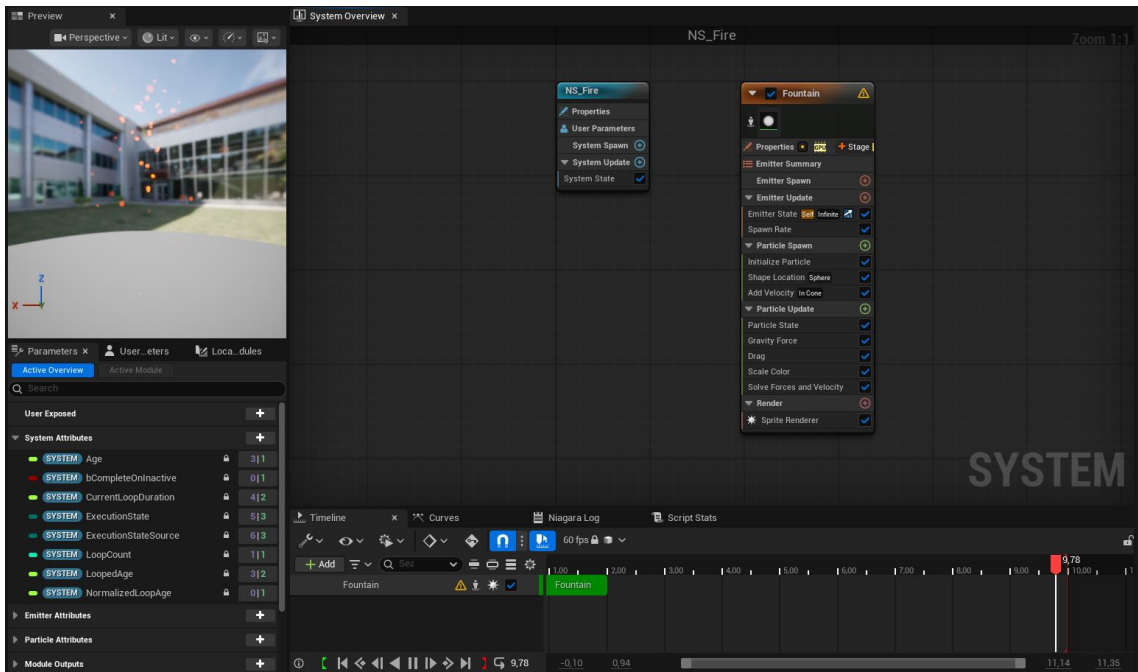 Preview ×
Perspective Lit
System Overview ×
NS_Fire
Zoom 1:1
NS_Fire
Properties
User Parameters
System Spawn
System Update
System State
Fountain
Properties GPU + Stage
Emitter Summary
Emitter Spawn
Emitter Update
Emitter State Self Infinite
Spawn Rate
Particle Spawn
Initialize Particle
Shape Location Sphere
Add Velocity In Cone
Particle Update
Particle State
Gravity Force
Drag
Scale Color
Solve Forces and Velocity
Render
Sprite Renderer
SYSTEM
Z
X
Parameters × User...eters Loca...dules
Active Overview Active Module
Search
User Exposed +
System Attributes +
SYSTEM Age 3|1
SYSTEM bCompleteOnInactive 0|1
SYSTEM CurrentLoopDuration 4|2
SYSTEM ExecutionState 5|3
SYSTEM ExecutionStateSource 6|3
SYSTEM LoopCount 1|1
SYSTEM LoopedAge 3|2
SYSTEM NormalizedLoopAge 0|1
Emitter Attributes +
Particle Attributes +
Module Outputs +
Timeline × Curves Niagara Log Script Stats
60 fps
+ Add Sea
1,00 2,00 3,00 4,00 5,00 6,00 7,00 8,00 9,00 9,78 10,00 1
Fountain Fountain
9,78 -0,10 0,94 11,14 11,35